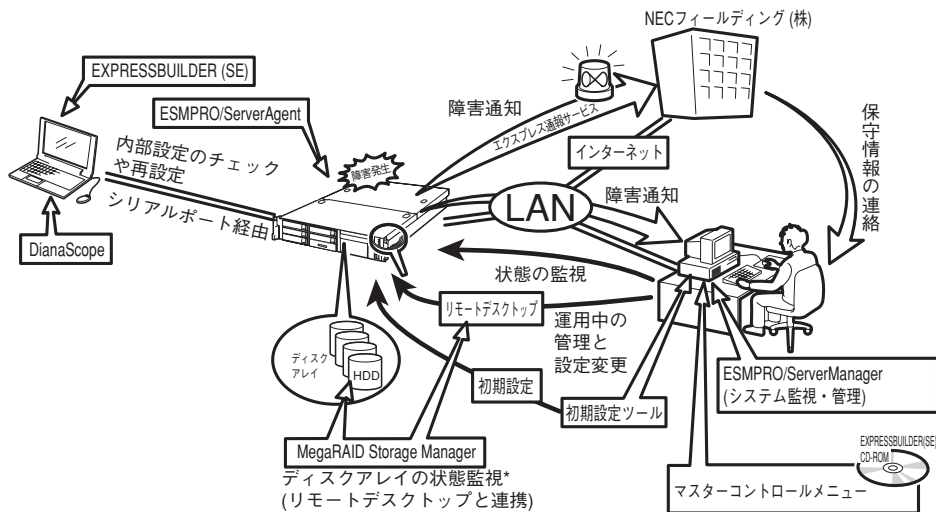 NECフィールディング(株)
EXPRESSBUILDER (SE)
ESMPRO/ServerAgent
障害通知
エクスプレス通報サービス
インターネット
保守情報の連絡
内部設定のチェック
や再設定
シリアルポート経由
障害発生
DianaScope
LAN
障害通知
状態の監視
リモートデスクトップ
運用中の
管理と
設定変更
ディスク
アレイ
HDD
初期設定
初期設定ツール
ESMPRO/ServerManager
(システム監視・管理)
MegaRAID Storage Manager
ディスクアレイの状態監視*
(リモートデスクトップと連携)
EXPRESSBUILDER(SE)
CD-ROM
マスターコントロールメニュー